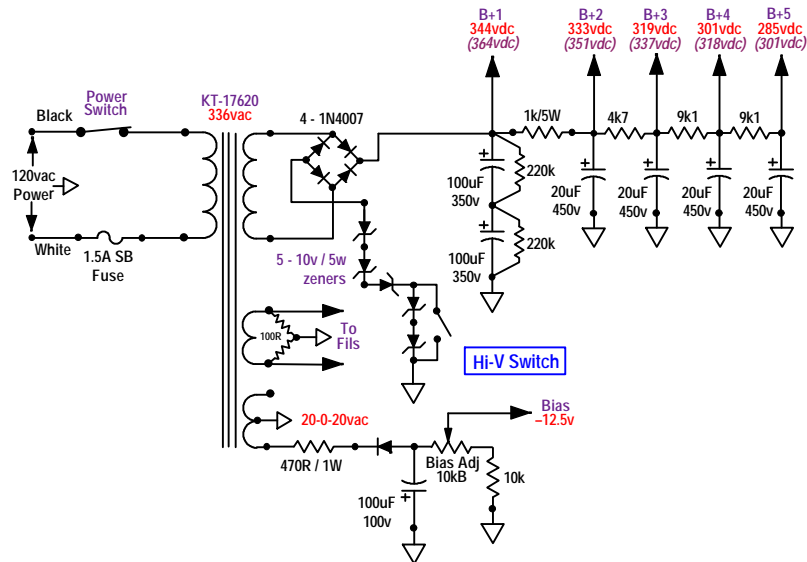 B+1
344vdc
(364vdc)
B+2
333vdc
(351vdc)
B+3
319vdc
(337vdc)
B+4
301vdc
(318vdc)
B+5
285vdc
(301vdc)
Power
Switch
Black
KT-17620
336vac
4 - 1N4007
1k/5W
4k7
9k1
9k1
120vac
Power
White
1.5A SB
Fuse
100uF
350v
220k
20uF
450v
20uF
450v
20uF
450v
20uF
450v
100uF
350v
220k
5 - 10v / 5w
zeners
100R
To
Fils
Hi-V Switch
20-0-20vac
Bias
–12.5v
470R / 1W
Bias Adj
10kB
10k
100uF
100v